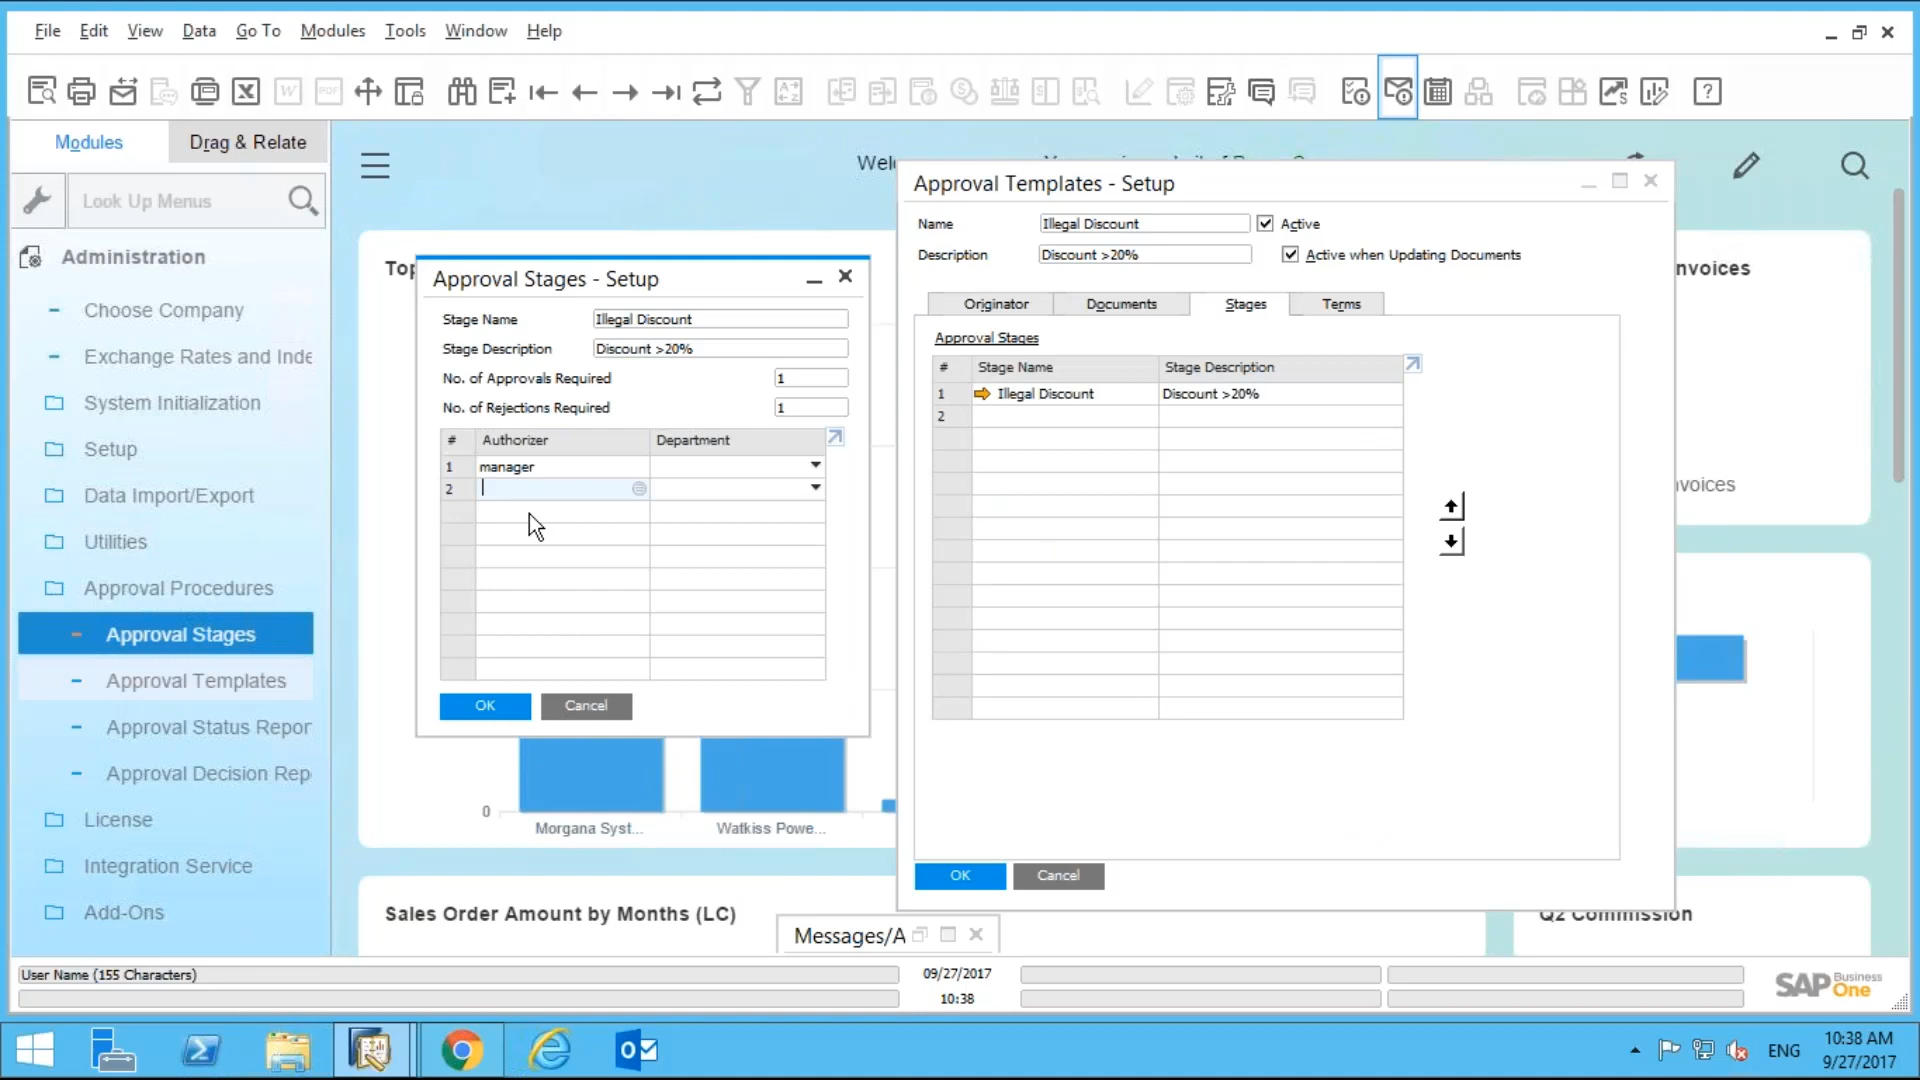 File Edit View Data Go To Modules Tools Window Help
Modules Drag & Relate
Look Up Menus
Administration
Choose Company
Exchange Rates and Inde
System Initialization
Setup
Data Import/Export
Utilities
Approval Procedures
Approval Stages
Approval Templates
Approval Status Repor
Approval Decision Rep
License
Integration Service
Add-Ons
Approval Stages - Setup
Stage Name Illegal Discount
Stage Description Discount >20%
No. of Approvals Required 1
No. of Rejections Required 1
# Authorizer Department
1 manager
2
OK Cancel
0
Morgana Syst... Watkiss Powe...
Sales Order Amount by Months (LC)
Messages/A
Approval Templates - Setup
Name Illegal Discount Active
Description Discount >20% Active when Updating Documents
Originator Documents Stages Terms
Approval Stages
# Stage Name Stage Description
1 Illegal Discount Discount >20%
2
OK Cancel
nvoices
voices
Q2 Commission
User Name (155 Characters) 09/27/2017
10:38
SAP Business One
ENG
10:38 AM
9/27/2017